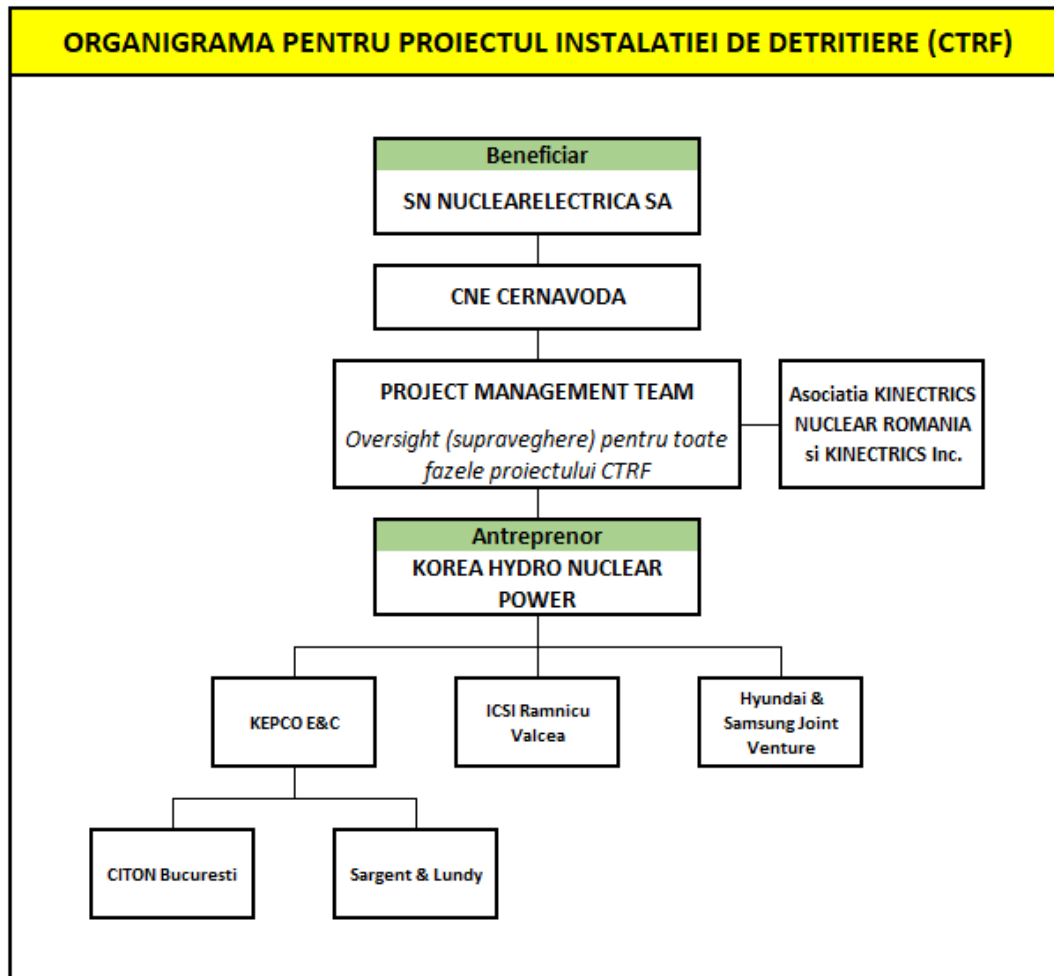 ORGANIGRAMA PENTRU PROIECTUL INSTALATIEI DE DETRITIERE (CTRF)
Beneficiar
SN NUCLEARELECTRICA SA
CNE CERNAVODA
PROJECT MANAGEMENT TEAM
Oversight (supraveghere) pentru toate
fazele proiectului CTRF
Asociatia KINECTRICS
NUCLEAR ROMANIA
si KINECTRICS Inc.
Antreprenor
KOREA HYDRO NUCLEAR
POWER
KEPCO E&C
ICSI Ramnicu
Valcea
Hyundai &
Samsung Joint
Venture
CITON Bucuresti
Sargent & Lundy